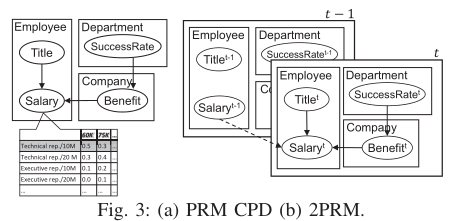 Employee
Department
Title
SuccessRate
Company
Salary
Benefit
60K 75K ...
Technical rep./10M 0.5 0.3 ...
Technical rep./20 M 0.3 0.4 ...
Executive rep./10M 0.1 0.2 ...
Executive rep./20M 0.0 0.1 ...
... ... ... ...
t − 1
Employee
Department
Title^t-1
SuccessRate^t-1
Salary^t-1
t
Employee
Department
Title^t
SuccessRate^t
Company
Salary^t
Benefit^t
Fig. 3: (a) PRM CPD (b) 2PRM.